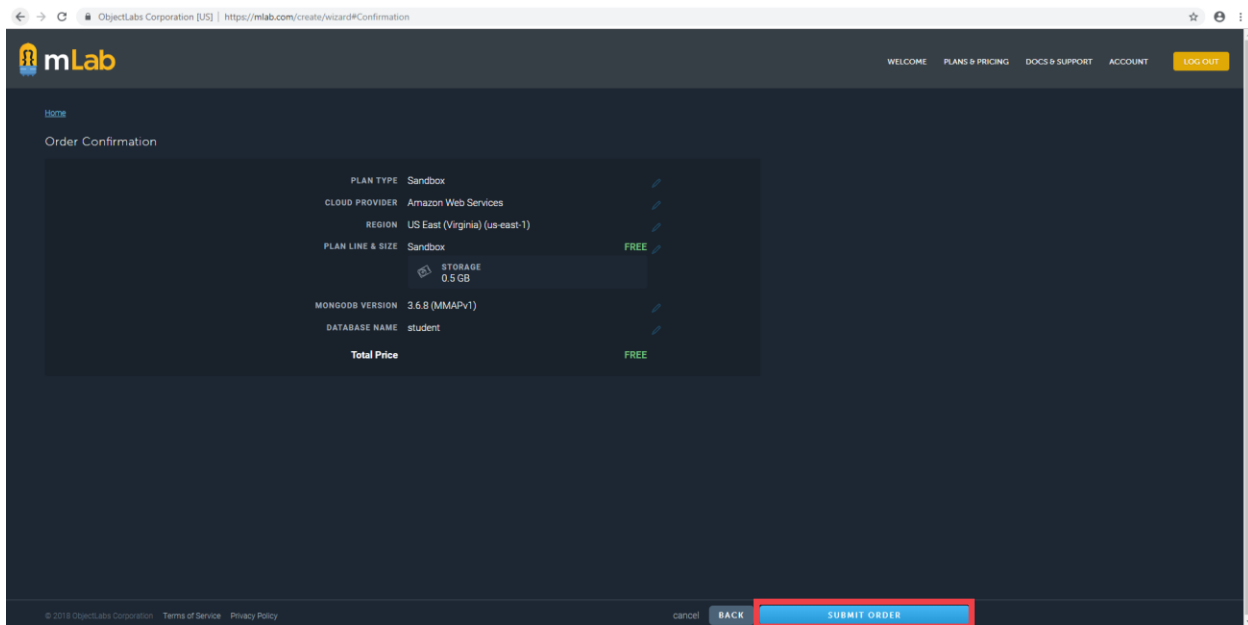 ObjectLabs Corporation [US] | https://mlab.com/create/wizard#Confirmation
mLab
WELCOME PLANS & PRICING DOCS & SUPPORT ACCOUNT LOG OUT
Home
Order Confirmation
PLAN TYPE Sandbox
CLOUD PROVIDER Amazon Web Services
REGION US East (Virginia) (us-east-1)
PLAN LINE & SIZE Sandbox FREE
STORAGE
0.5 GB
MONGODB VERSION 3.6.8 (MMAPv1)
DATABASE NAME student
Total Price FREE
© 2018 ObjectLabs Corporation Terms of Service Privacy Policy cancel BACK SUBMIT ORDER